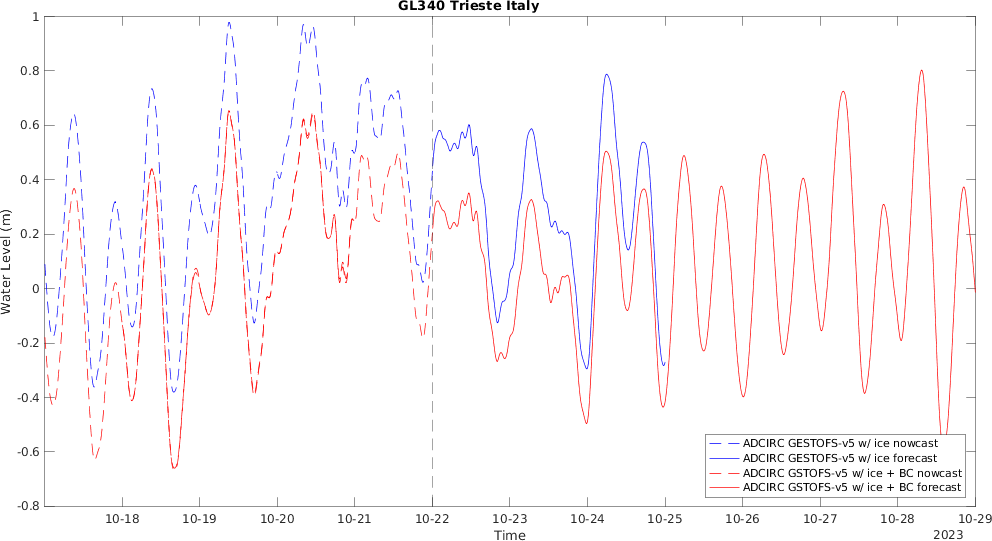 GL340 Trieste Italy
Water Level (m)
1
0.8
0.6
0.4
0.2
0
-0.2
-0.4
-0.6
-0.8
ADCIRC GESTOFS-v5 w/ ice nowcast
ADCIRC GESTOFS-v5 w/ ice forecast
ADCIRC GSTOFS-v5 w/ ice + BC nowcast
ADCIRC GSTOFS-v5 w/ ice + BC forecast
10-18 10-19 10-20 10-21 10-22 10-23 10-24 10-25 10-26 10-27 10-28 10-29
Time
2023